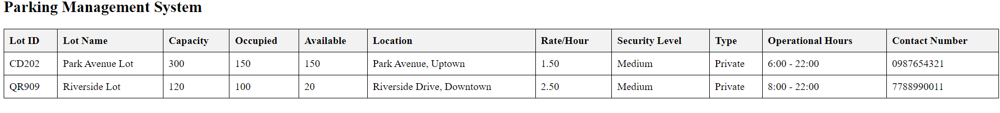 Parking Management System
Lot ID Lot Name Capacity Occupied Available Location Rate/Hour Security Level Type Operational Hours Contact Number
CD202 Park Avenue Lot 300 150 150 Park Avenue, Uptown 1.50 Medium Private 6:00 - 22:00 0987654321
QR909 Riverside Lot 120 100 20 Riverside Drive, Downtown 2.50 Medium Private 8:00 - 22:00 7788990011